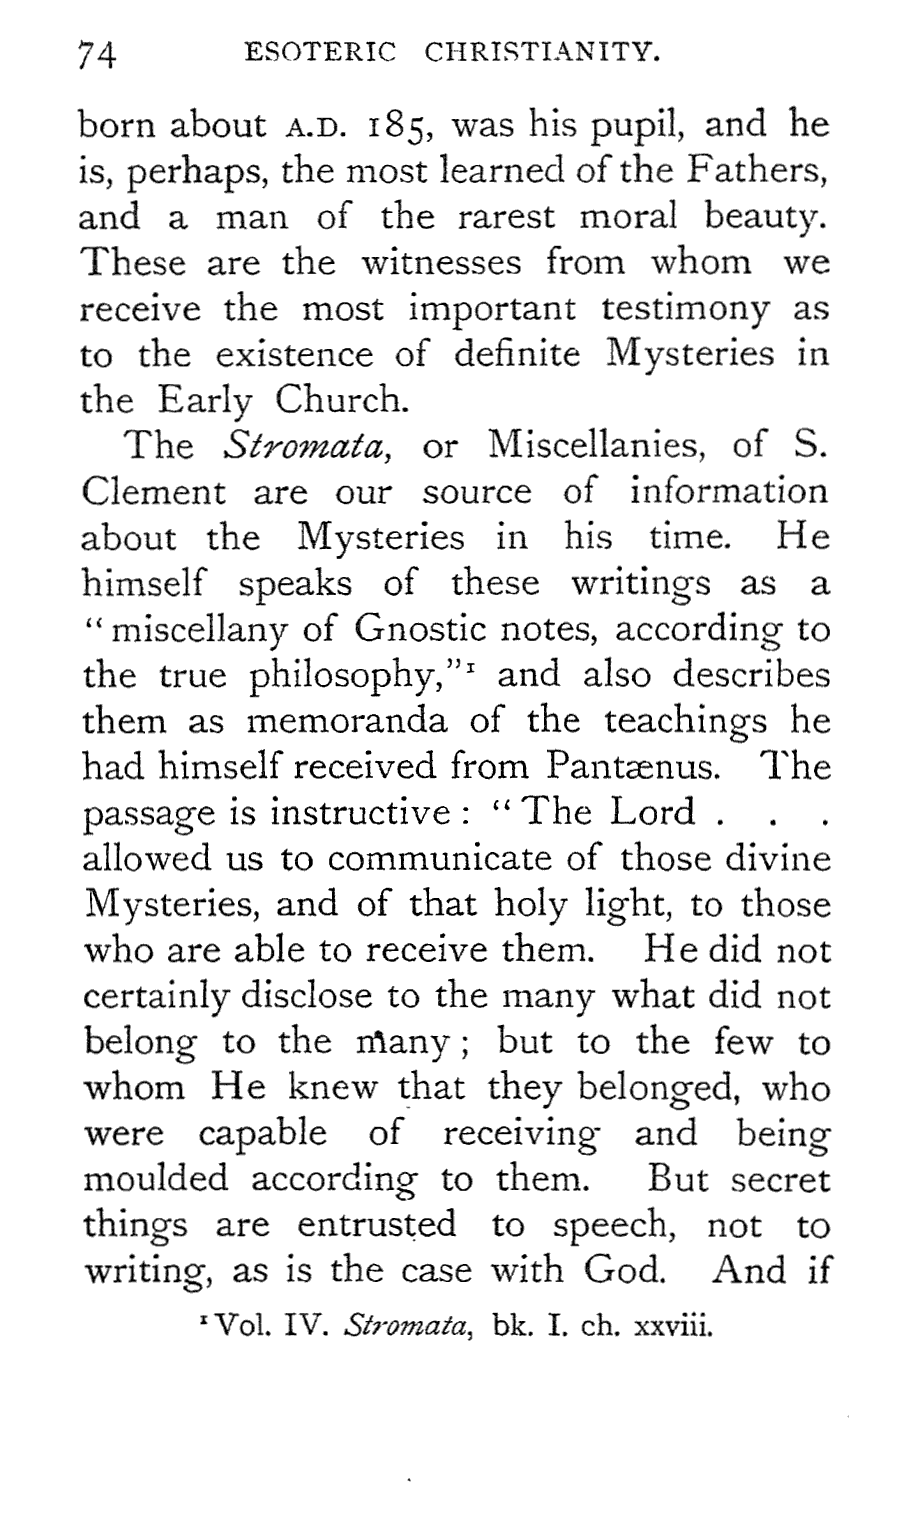 74 ESOTERIC CHRISTIANITY.
born about A.D. 185, was his pupil, and he
is, perhaps, the most learned of the Fathers,
and a man of the rarest moral beauty.
These are the witnesses from whom we
receive the most important testimony as
to the existence of definite Mysteries in
the Early Church.
The Stromata, or Miscellanies, of S.
Clement are our source of information
about the Mysteries in his time. He
himself speaks of these writings as a
“miscellany of Gnostic notes, according to
the true philosophy,”¹ and also describes
them as memoranda of the teachings he
had himself received from Pantænus. The
passage is instructive: “The Lord . . .
allowed us to communicate of those divine
Mysteries, and of that holy light, to those
who are able to receive them. He did not
certainly disclose to the many what did not
belong to the many; but to the few to
whom He knew that they belonged, who
were capable of receiving and being
moulded according to them. But secret
things are entrusted to speech, not to
writing, as is the case with God. And if
¹ Vol. IV. Stromata, bk. I. ch. xxviii.